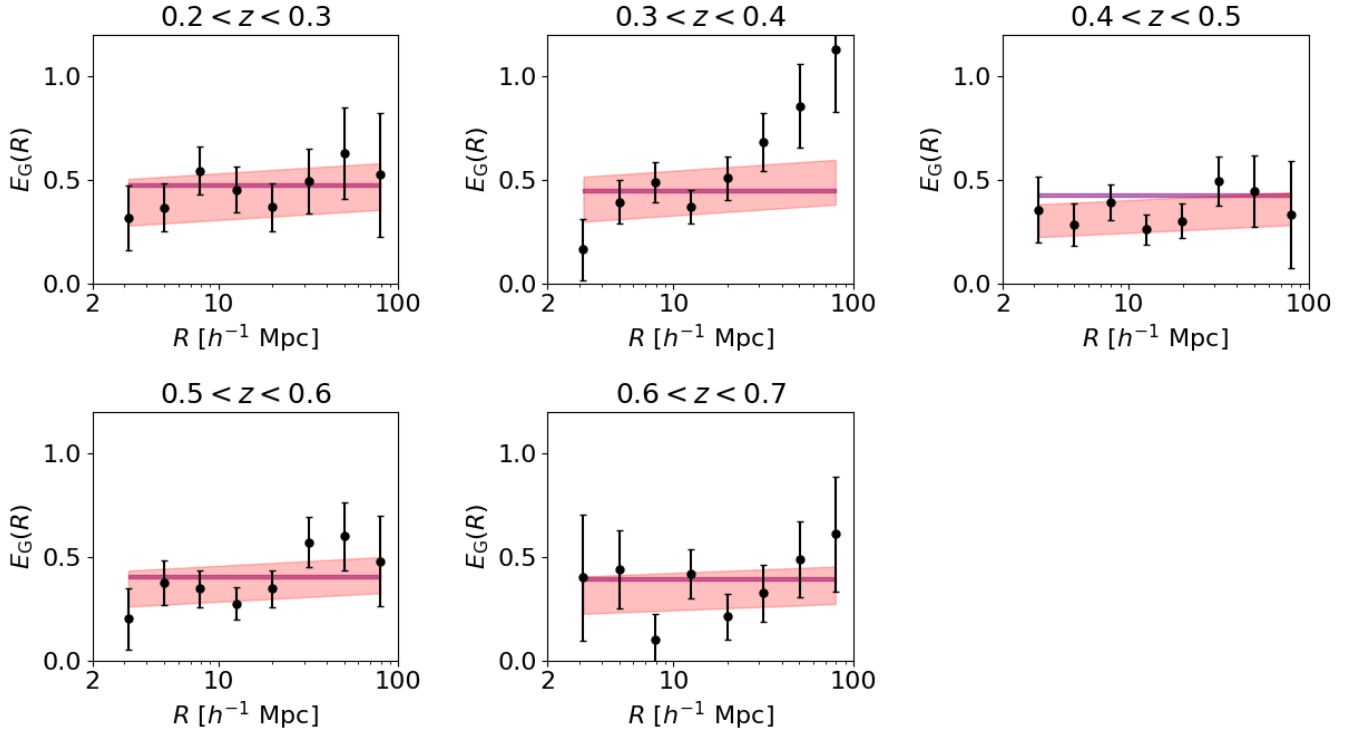 0.2 < z < 0.3
0.3 < z < 0.4
0.4 < z < 0.5
1.0
0.5
0.0
E_G(R)
2
10
100
R [h⁻¹ Mpc]
1.0
0.5
0.0
E_G(R)
2
10
100
R [h⁻¹ Mpc]
1.0
0.5
0.0
E_G(R)
2
10
100
R [h⁻¹ Mpc]
0.5 < z < 0.6
0.6 < z < 0.7
1.0
0.5
0.0
E_G(R)
2
10
100
R [h⁻¹ Mpc]
1.0
0.5
0.0
E_G(R)
2
10
100
R [h⁻¹ Mpc]